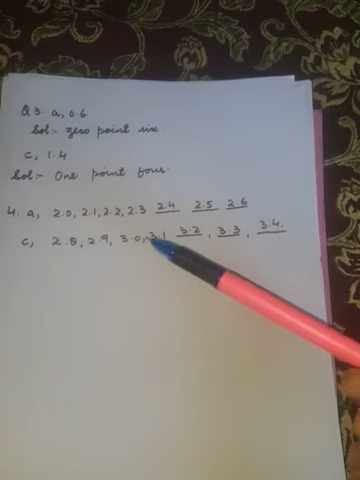 Q3. a, 0.6
Sol:- zero point six.
c, 1.4
Sol:- One point four.
4. a, 2.0, 2.1, 2.2, 2.3 2.4 2.5 2.6
c, 2.8, 2.9, 3.0, 3.1 3.2, 3.3, 3.4.